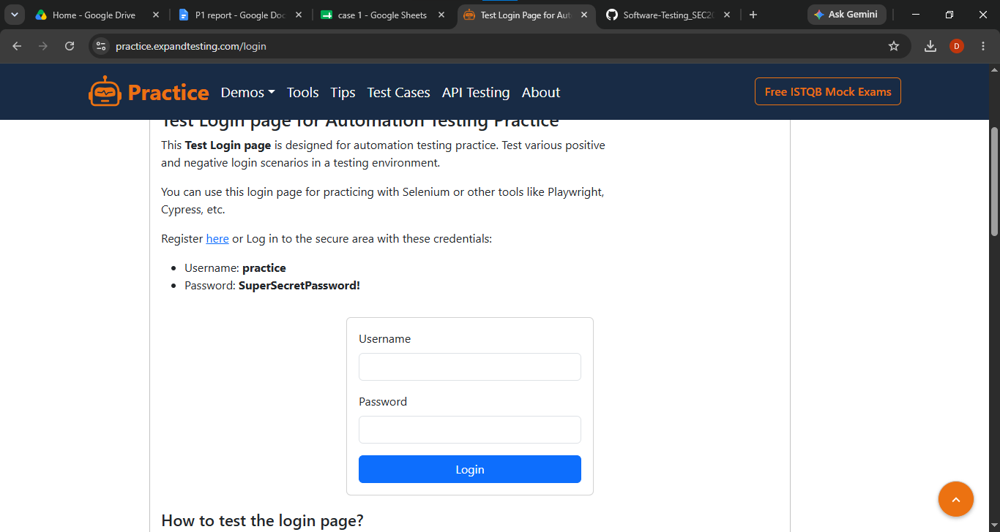 Home - Google Drive
P1 report - Google Doc
case 1 - Google Sheets
Test Login Page for Aut
Software-Testing_SEC20
Ask Gemini
practice.expandtesting.com/login
D
Practice
Demos
Tools
Tips
Test Cases
API Testing
About
Free ISTQB Mock Exams
Test Login page for Automation Testing Practice
This Test Login page is designed for automation testing practice. Test various positive
and negative login scenarios in a testing environment.
You can use this login page for practicing with Selenium or other tools like Playwright,
Cypress, etc.
Register here or Log in to the secure area with these credentials:
Username: practice
Password: SuperSecretPassword!
Username
Password
Login
How to test the login page?